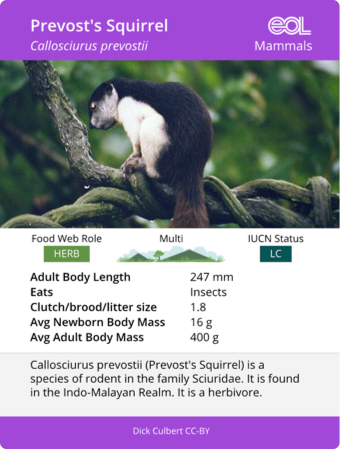 Prevost's Squirrel
Callosciurus prevostii
eOL
Mammals
Food Web Role
Multi
IUCN Status
HERB
LC
Adult Body Length 247 mm
Eats Insects
Clutch/brood/litter size 1.8
Avg Newborn Body Mass 16 g
Avg Adult Body Mass 400 g
Callosciurus prevostii (Prevost's Squirrel) is a
species of rodent in the family Sciuridae. It is found
in the Indo-Malayan Realm. It is a herbivore.
Dick Culbert CC-BY